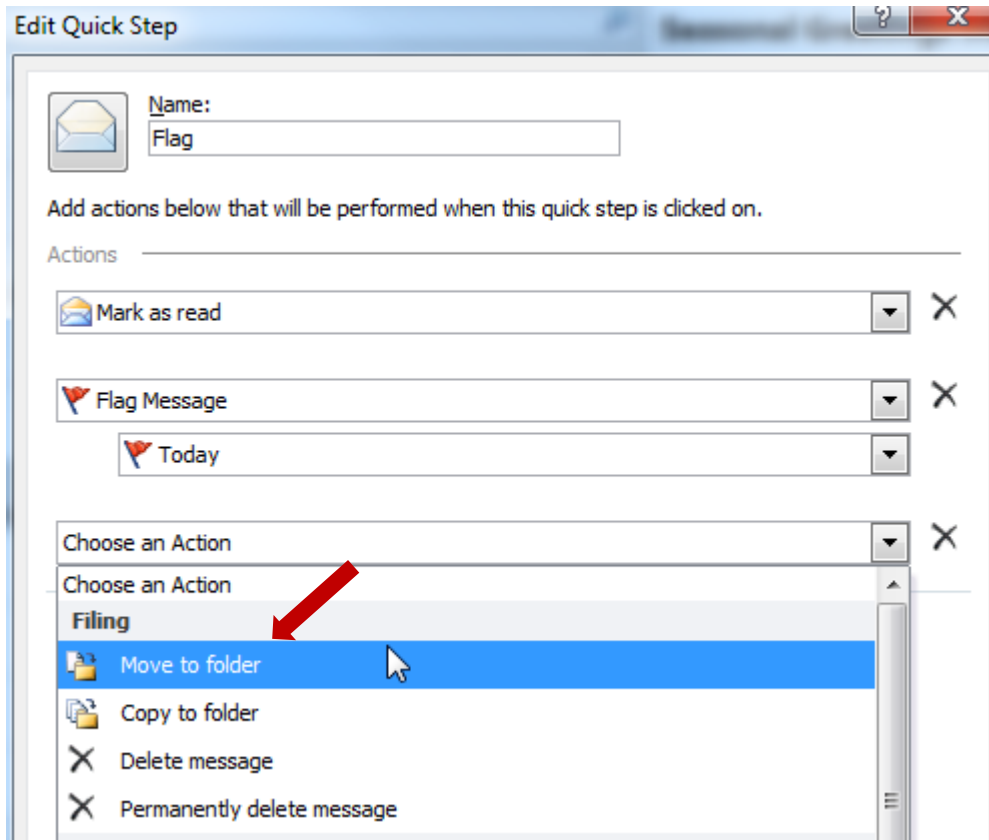 Edit Quick Step
?
Name:
Flag
Add actions below that will be performed when this quick step is clicked on.
Actions
Mark as read
Flag Message
Today
Choose an Action
Choose an Action
Filing
Move to folder
Copy to folder
Delete message
Permanently delete message